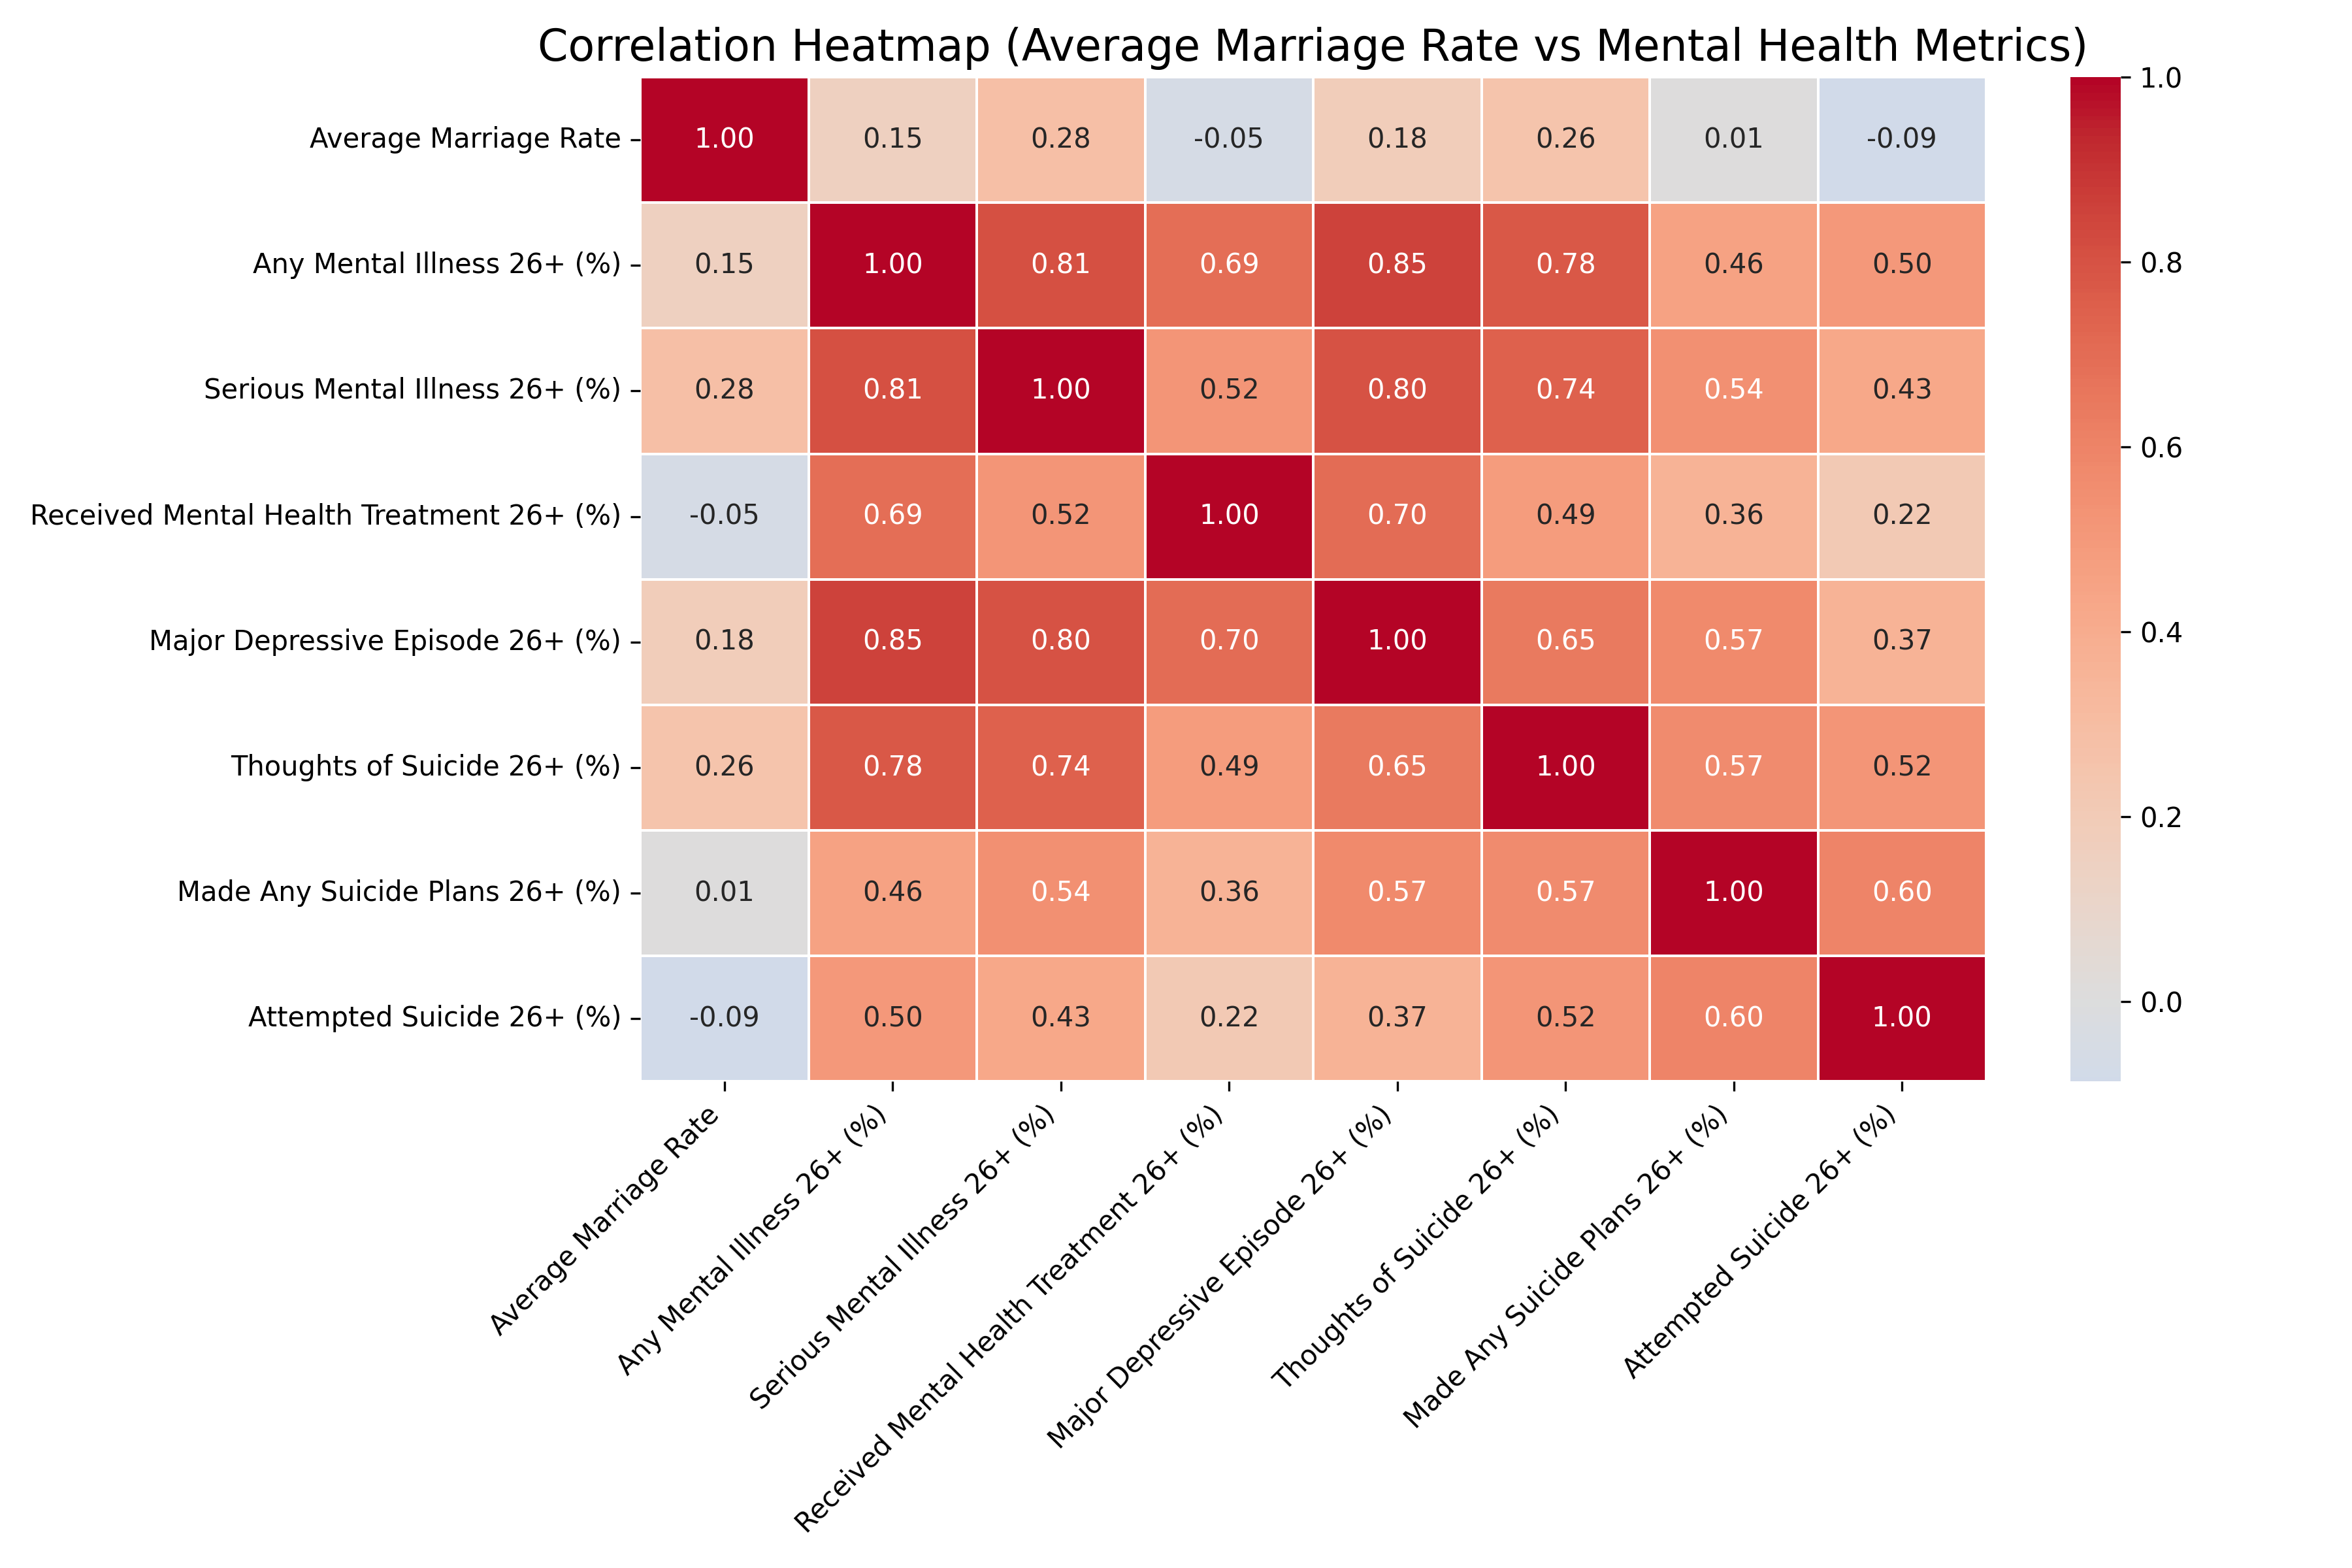 Correlation Heatmap (Average Marriage Rate vs Mental Health Metrics)
Average Marriage Rate 1.00 0.15 0.28 -0.05 0.18 0.26 0.01 -0.09
Any Mental Illness 26+ (%) 0.15 1.00 0.81 0.69 0.85 0.78 0.46 0.50
Serious Mental Illness 26+ (%) 0.28 0.81 1.00 0.52 0.80 0.74 0.54 0.43
Received Mental Health Treatment 26+ (%) -0.05 0.69 0.52 1.00 0.70 0.49 0.36 0.22
Major Depressive Episode 26+ (%) 0.18 0.85 0.80 0.70 1.00 0.65 0.57 0.37
Thoughts of Suicide 26+ (%) 0.26 0.78 0.74 0.49 0.65 1.00 0.57 0.52
Made Any Suicide Plans 26+ (%) 0.01 0.46 0.54 0.36 0.57 0.57 1.00 0.60
Attempted Suicide 26+ (%) -0.09 0.50 0.43 0.22 0.37 0.52 0.60 1.00
Average Marriage Rate
Any Mental Illness 26+ (%)
Serious Mental Illness 26+ (%)
Received Mental Health Treatment 26+ (%)
Major Depressive Episode 26+ (%)
Thoughts of Suicide 26+ (%)
Made Any Suicide Plans 26+ (%)
Attempted Suicide 26+ (%)
1.0
0.8
0.6
0.4
0.2
0.0